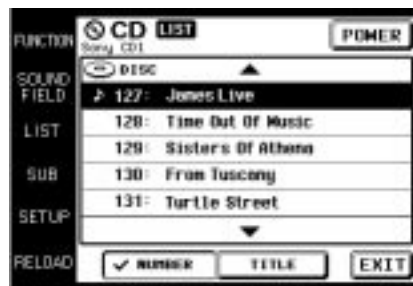 FUNCTION
SOUND FIELD
LIST
SUB
SETUP
RELOAD
CD LIST
Sony CD1
POWER
DISC
127: James Live
128: Time Out Of Music
129: Sisters Of Athena
130: From Tuscany
131: Turtle Street
NUMBER
TITLE
EXIT